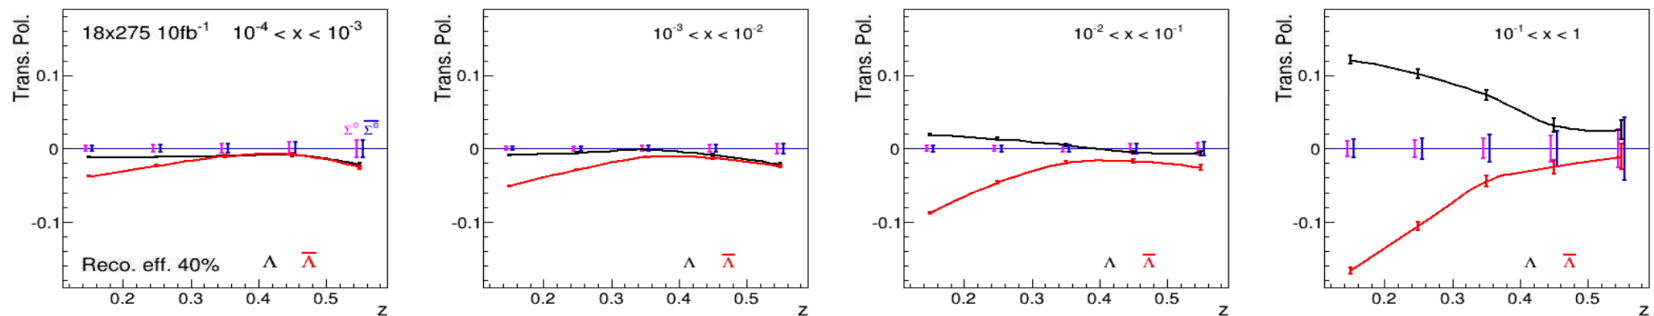 18x275 10fb⁻¹ 10⁻⁴ < x < 10⁻³
Trans. Pol.
0.1
0
-0.1
Σ⁰ Σ̅⁰
Reco. eff. 40% Λ Λ̅
0.2 0.3 0.4 0.5
z
10⁻³ < x < 10⁻²
Trans. Pol.
0.1
0
-0.1
Λ Λ̅
0.2 0.3 0.4 0.5
z
10⁻² < x < 10⁻¹
Trans. Pol.
0.1
0
-0.1
Λ Λ̅
0.2 0.3 0.4 0.5
z
10⁻¹ < x < 1
Trans. Pol.
0.1
0
-0.1
Λ Λ̅
0.2 0.3 0.4 0.5
z